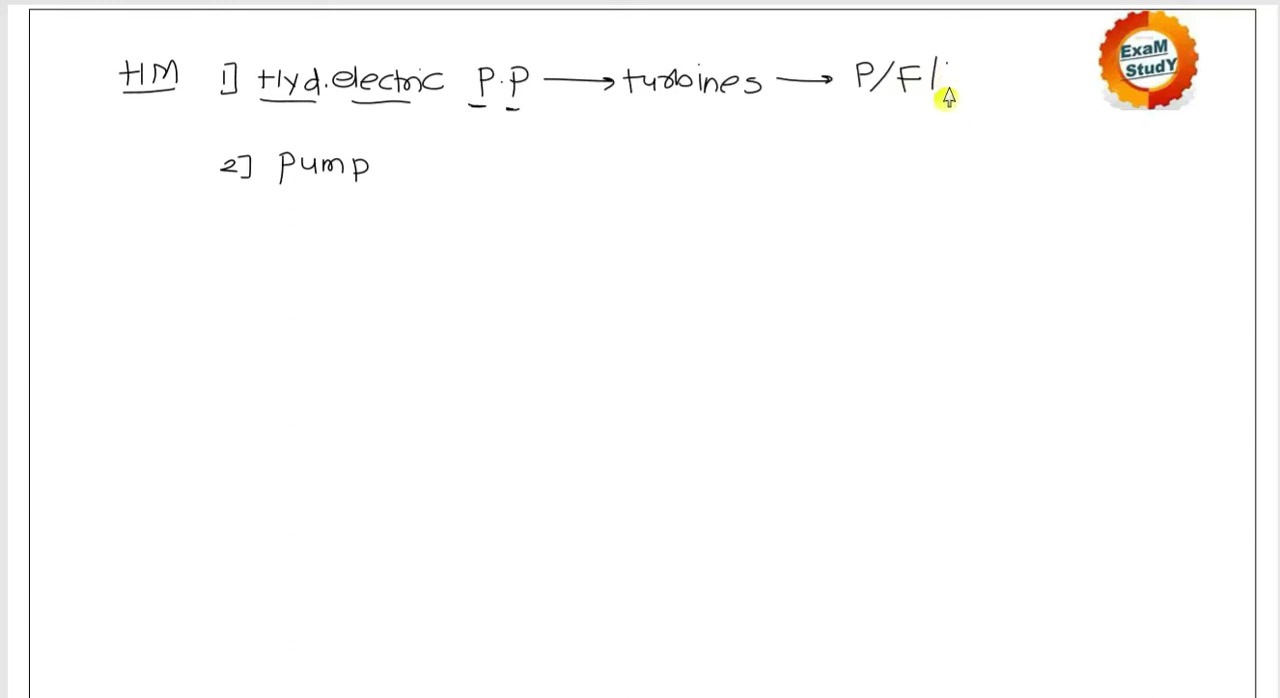 HM 1] Hyd.electric P.P → turbines → P/F/
2] Pump
ExaM
StudY